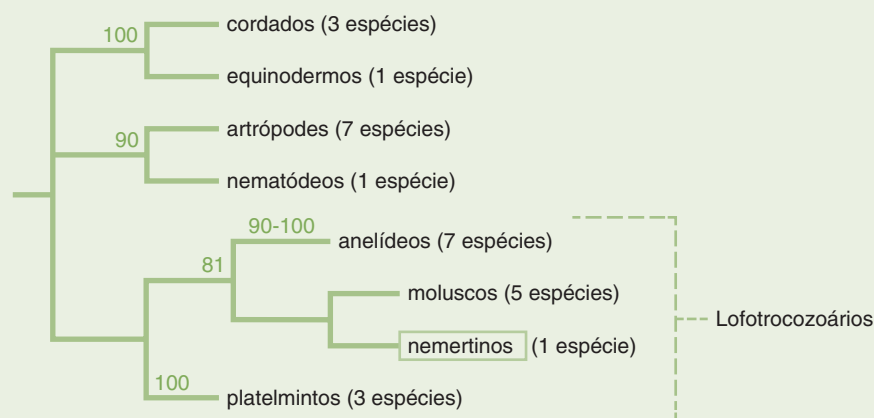 100
cordados (3 espécies)
equinodermos (1 espécie)
90
artrópodes (7 espécies)
nematódeos (1 espécie)
90-100
anelídeos (7 espécies)
81
moluscos (5 espécies)
Lofotrocozoários
nemertinos (1 espécie)
100
platelmintos (3 espécies)